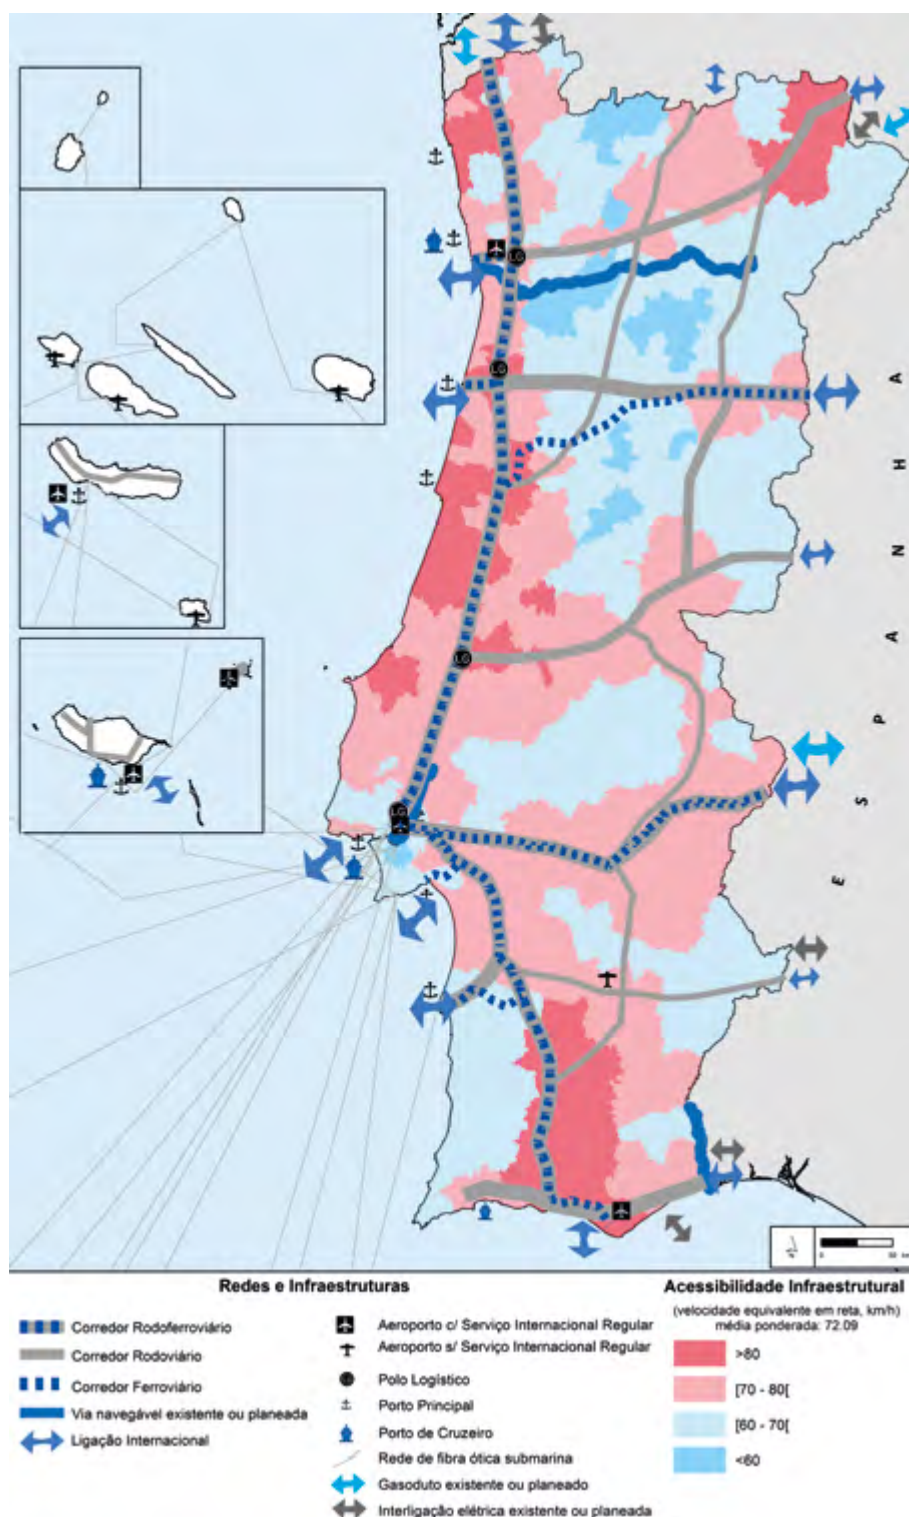 LG
LG
LG
LG
E S P A N H A
0 50 km
Redes e Infraestruturas
Corredor Rodoferroviário
Corredor Rodoviário
Corredor Ferroviário
Via navegável existente ou planeada
Ligação Internacional
Aeroporto c/ Serviço Internacional Regular
Aeroporto s/ Serviço Internacional Regular
Polo Logístico
Porto Principal
Porto de Cruzeiro
Rede de fibra ótica submarina
Gasoduto existente ou planeado
Interligação elétrica existente ou planeada
Acessibilidade Infraestrutural
(velocidade equivalente em reta, km/h)
média ponderada: 72.09
>80
[70 - 80[
[60 - 70[
<60